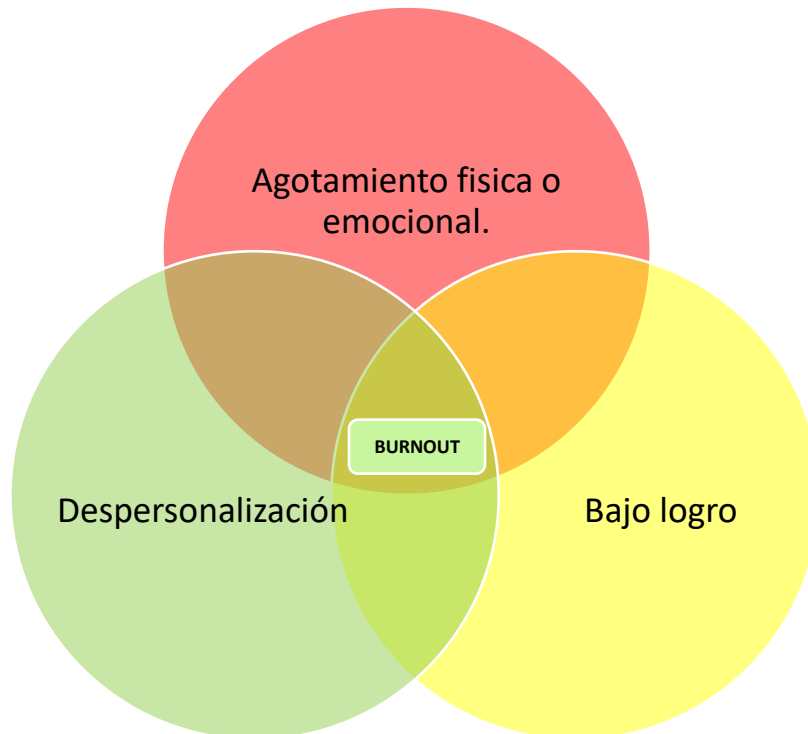 Agotamiento fisica o
emocional.
BURNOUT
Despersonalización
Bajo logro